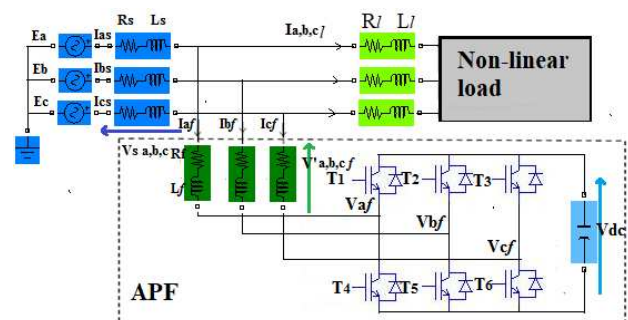 Rs Ls
Ia,b,cl
Rl Ll
Ea Ias
Eb Ibs
Ec Ics
Non-linear
load
Iaf Ibf Icf
Vs a,b,c
Rf
Lf
V'a,b,c f
T1 T2 T3
Vaf
Vbf
Vcf
Vdc
T4 T5 T6
APF